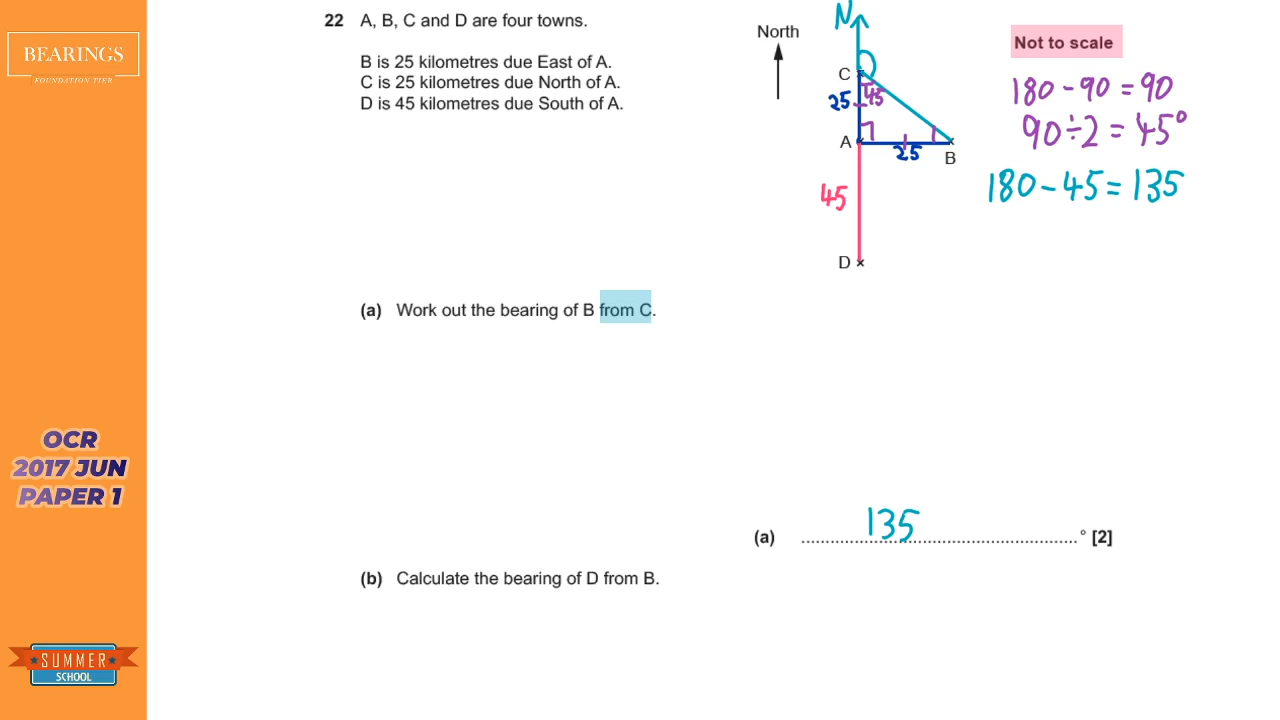 BEARINGS
FOUNDATION TIER
OCR
2017 JUN
PAPER 1
SUMMER
SCHOOL
22 A, B, C and D are four towns.
B is 25 kilometres due East of A.
C is 25 kilometres due North of A.
D is 45 kilometres due South of A.
North
N
C
25
45
A
25
B
45
D
Not to scale
180 - 90 = 90
90 ÷ 2 = 45°
180 - 45 = 135
(a) Work out the bearing of B from C.
135
(a) ........................................................ ° [2]
(b) Calculate the bearing of D from B.